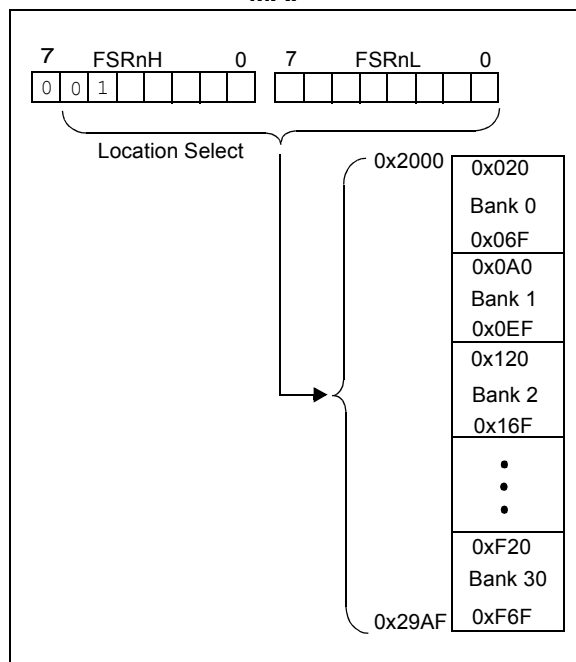 7 FSRnH 0 7 FSRnL 0
0 0 1
Location Select
0x2000
0x020
Bank 0
0x06F
0x0A0
Bank 1
0x0EF
0x120
Bank 2
0x16F
0xF20
Bank 30
0xF6F
0x29AF